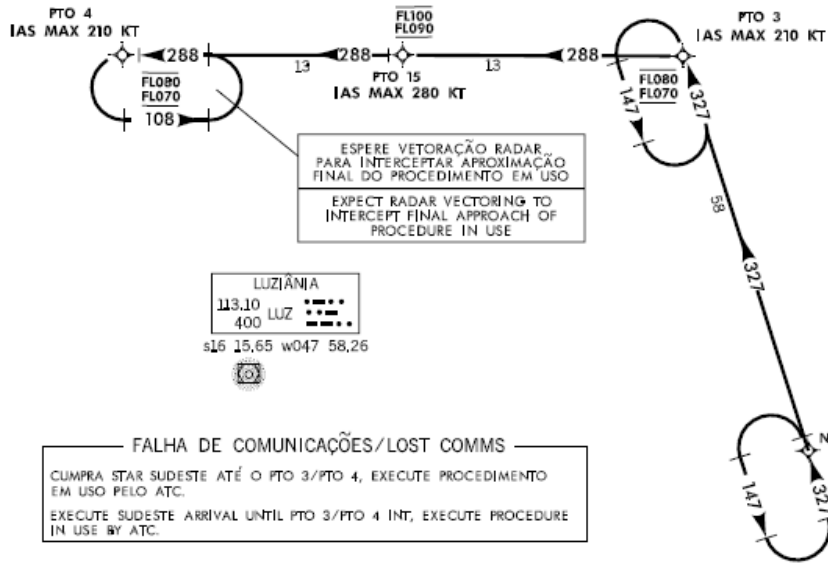 PTO 4
IAS MAX 210 KT
288
FL080
FL070
108
13
288
FL100
FL090
PTO 15
IAS MAX 280 KT
13
288
PTO 3
IAS MAX 210 KT
FL080
FL070
147
327
58
327
ESPERE VETORAÇÃO RADAR
PARA INTERCEPTAR APROXIMAÇÃO
FINAL DO PROCEDIMENTO EM USO
EXPECT RADAR VECTORING TO
INTERCEPT FINAL APPROACH OF
PROCEDURE IN USE
LUZIÂNIA
113.10
LUZ
400
s16 15,65 w047 58,26
N
147
327
FALHA DE COMUNICAÇÕES/LOST COMMS
CUMPRA STAR SUDESTE ATÉ O PTO 3/PTO 4, EXECUTE PROCEDIMENTO
EM USO PELO ATC.
EXECUTE SUDESTE ARRIVAL UNTIL PTO 3/PTO 4 INT, EXECUTE PROCEDURE
IN USE BY ATC.